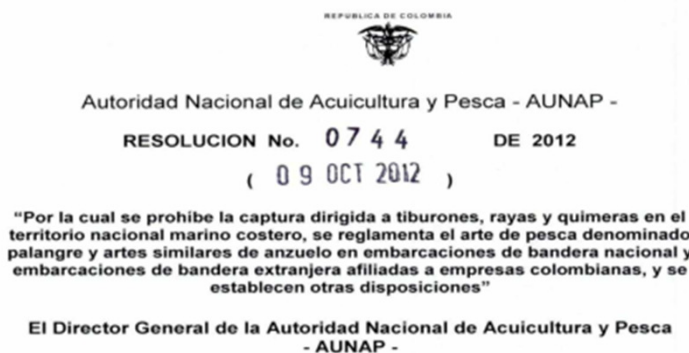 REPUBLICA DE COLOMBIA
Autoridad Nacional de Acuicultura y Pesca - AUNAP -
RESOLUCION No. 0744 DE 2012
( 09 OCT 2012 )
“Por la cual se prohibe la captura dirigida a tiburones, rayas y quimeras en el
territorio nacional marino costero, se reglamenta el arte de pesca denominado
palangre y artes similares de anzuelo en embarcaciones de bandera nacional y
embarcaciones de bandera extranjera afiliadas a empresas colombianas, y se
establecen otras disposiciones”
El Director General de la Autoridad Nacional de Acuicultura y Pesca
- AUNAP -